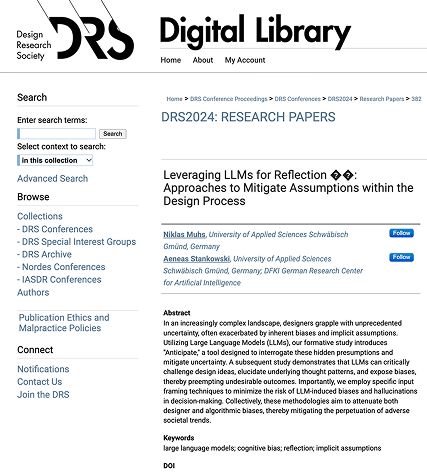 Design
Research
Society
DRS
Digital Library
Home About My Account
Search
Enter search terms:
Search
Select context to search:
in this collection
Advanced Search
Browse
Collections
- DRS Conferences
- DRS Special Interest Groups
- DRS Archive
- Nordes Conferences
- IASDR Conferences
Authors
Publication Ethics and
Malpractice Policies
Connect
Notifications
Contact Us
Join the DRS
Home > DRS Conference Proceedings > DRS Conferences > DRS2024 > Research Papers > 382
DRS2024: RESEARCH PAPERS
Leveraging LLMs for Reflection ��:
Approaches to Mitigate Assumptions within the
Design Process
Niklas Muhs, University of Applied Sciences Schwäbisch
Gmünd, Germany
Follow
Aeneas Stankowski, University of Applied Sciences
Schwäbisch Gmünd, Germany; DFKI German Research Center
for Artificial Intelligence
Follow
Abstract
In an increasingly complex landscape, designers grapple with unprecedented
uncertainty, often exacerbated by inherent biases and implicit assumptions.
Utilizing Large Language Models (LLMs), our formative study introduces
"Anticipate," a tool designed to interrogate these hidden presumptions and
mitigate uncertainty. A subsequent study demonstrates that LLMs can critically
challenge design ideas, elucidate underlying thought patterns, and expose biases,
thereby preempting undesirable outcomes. Importantly, we employ specific input
framing techniques to minimize the risk of LLM-induced biases and hallucinations
in decision-making. Collectively, these methodologies aim to attenuate both
designer and algorithmic biases, thereby mitigating the perpetuation of adverse
societal trends.
Keywords
large language models; cognitive bias; reflection; implicit assumptions
DOI